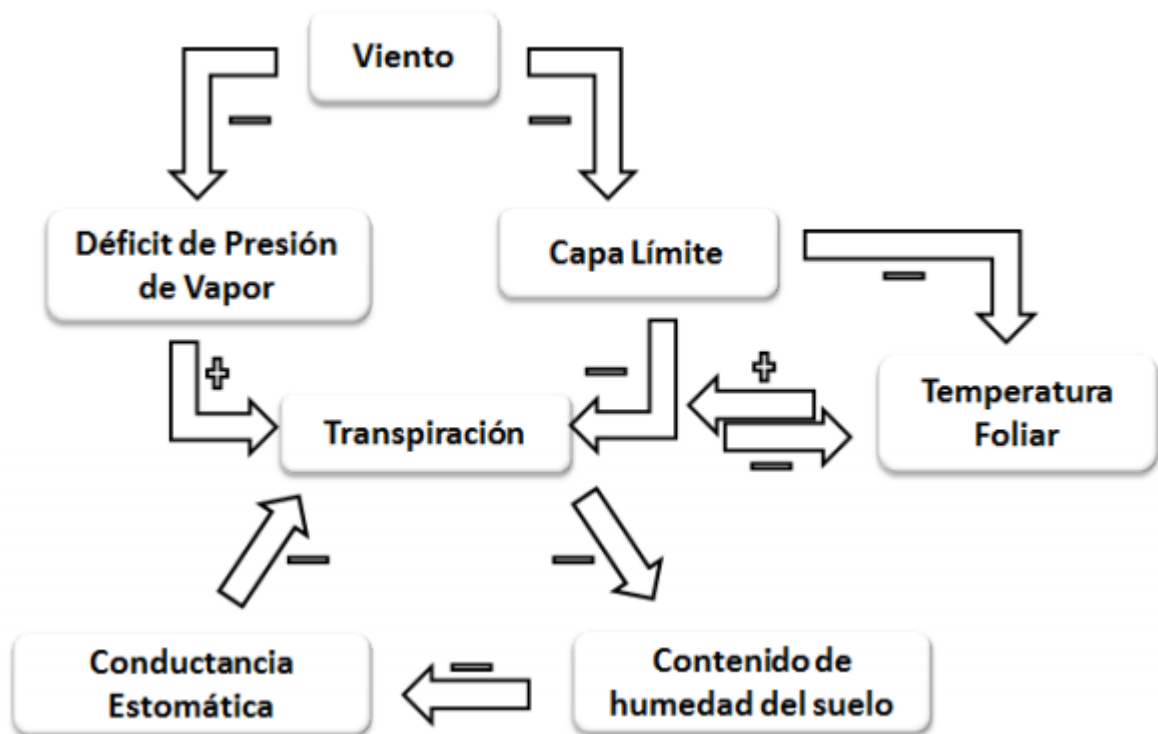 Viento
Déficit de Presión
de Vapor
Capa Límite
Transpiración
Temperatura
Foliar
Conductancia
Estomática
Contenido de
humedad del suelo